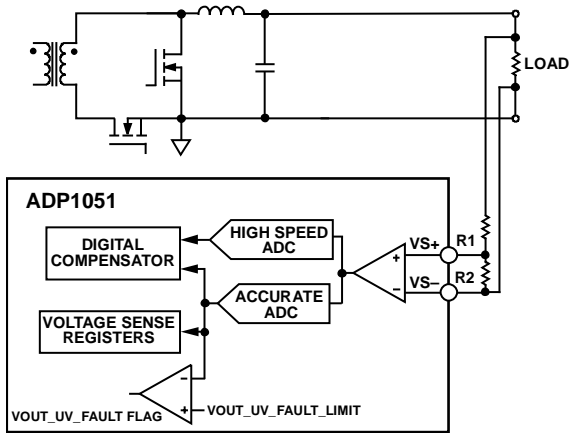 LOAD
ADP1051
DIGITAL
COMPENSATOR
HIGH SPEED
ADC
VS+
R1
+
R2
VS–
–
ACCURATE
ADC
VOLTAGE SENSE
REGISTERS
–
+
VOUT_UV_FAULT_LIMIT
VOUT_UV_FAULT FLAG